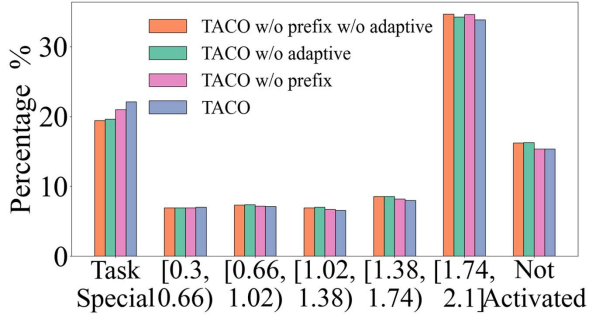 TACO w/o prefix w/o adaptive
TACO w/o adaptive
TACO w/o prefix
TACO
Percentage %
30
20
10
0
Task [0.3, [0.66, [1.02, [1.38, [1.74, Not
Special 0.66) 1.02) 1.38) 1.74) 2.1] Activated